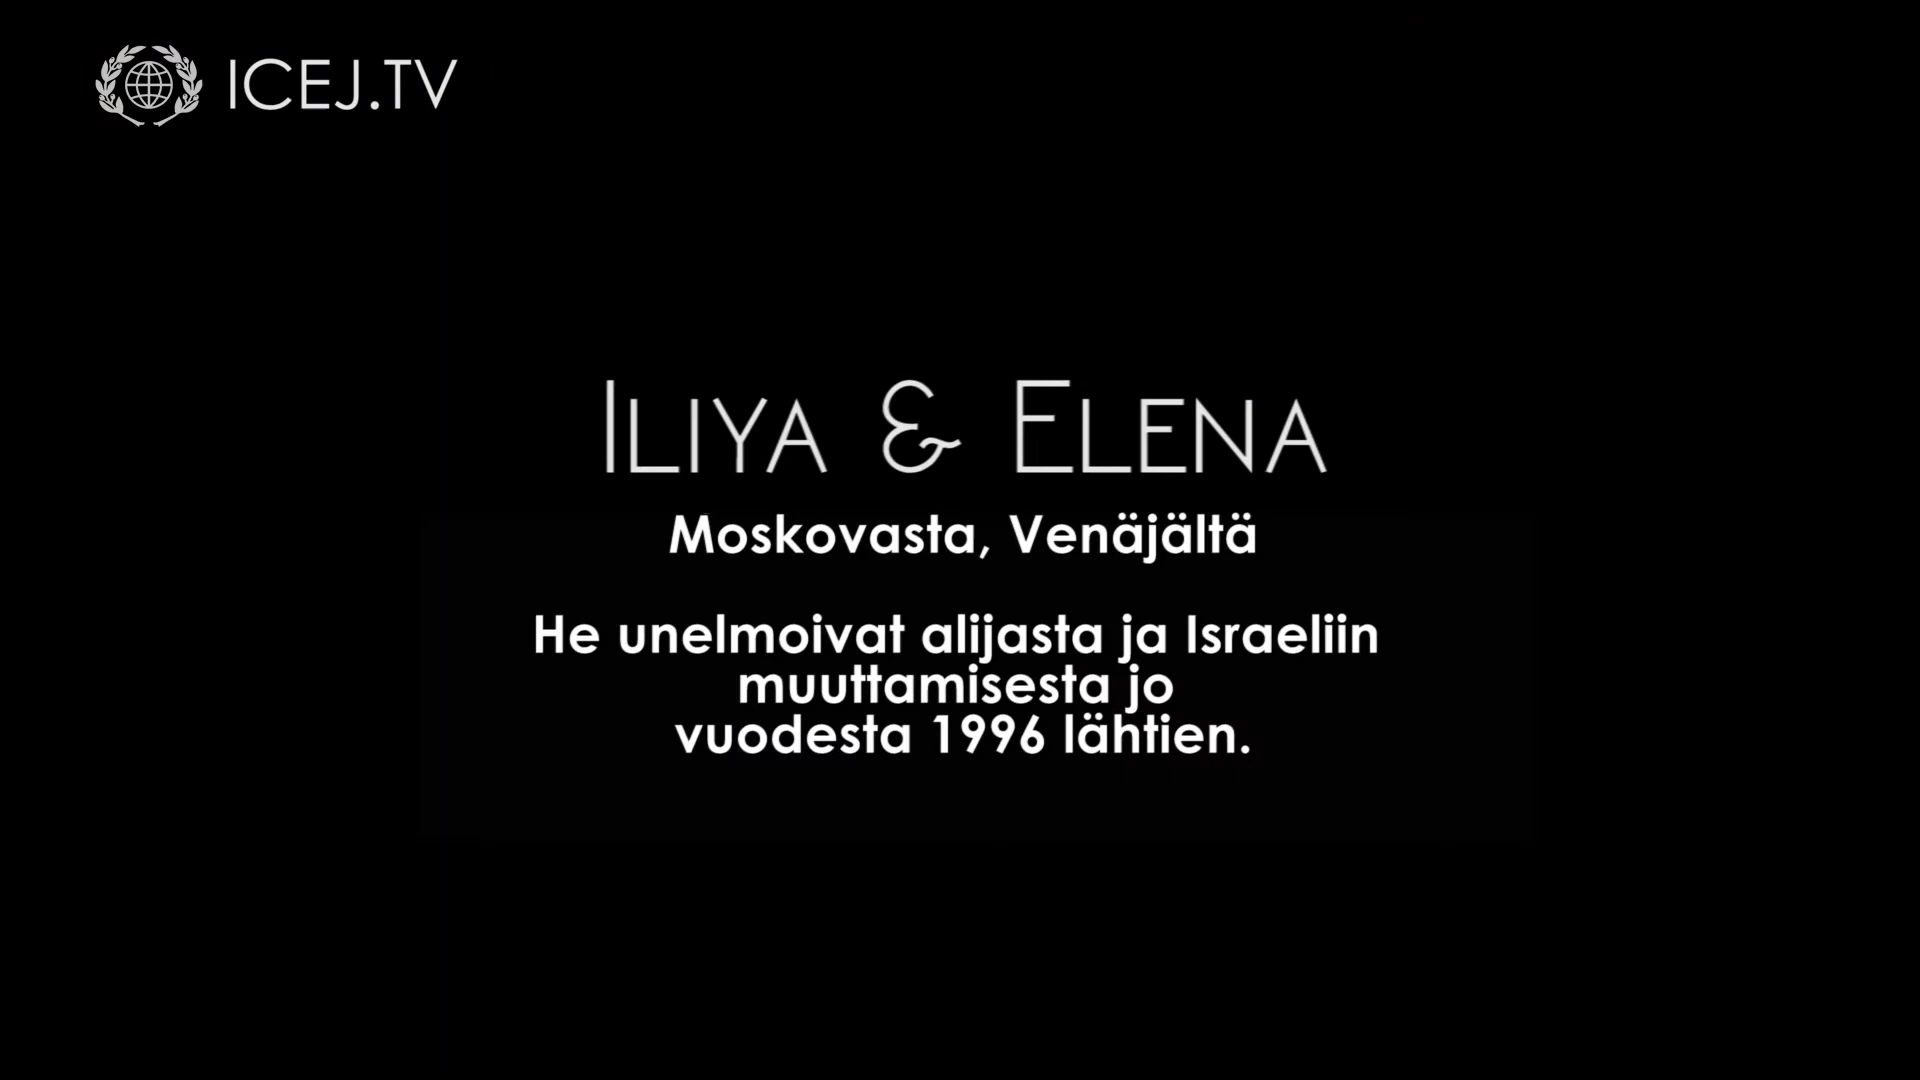 ICEJ.TV
ILIYA & ELENA
Moskovasta, Venäjältä
He unelmoivat alijasta ja Israeliin
muuttamisesta jo
vuodesta 1996 lähtien.